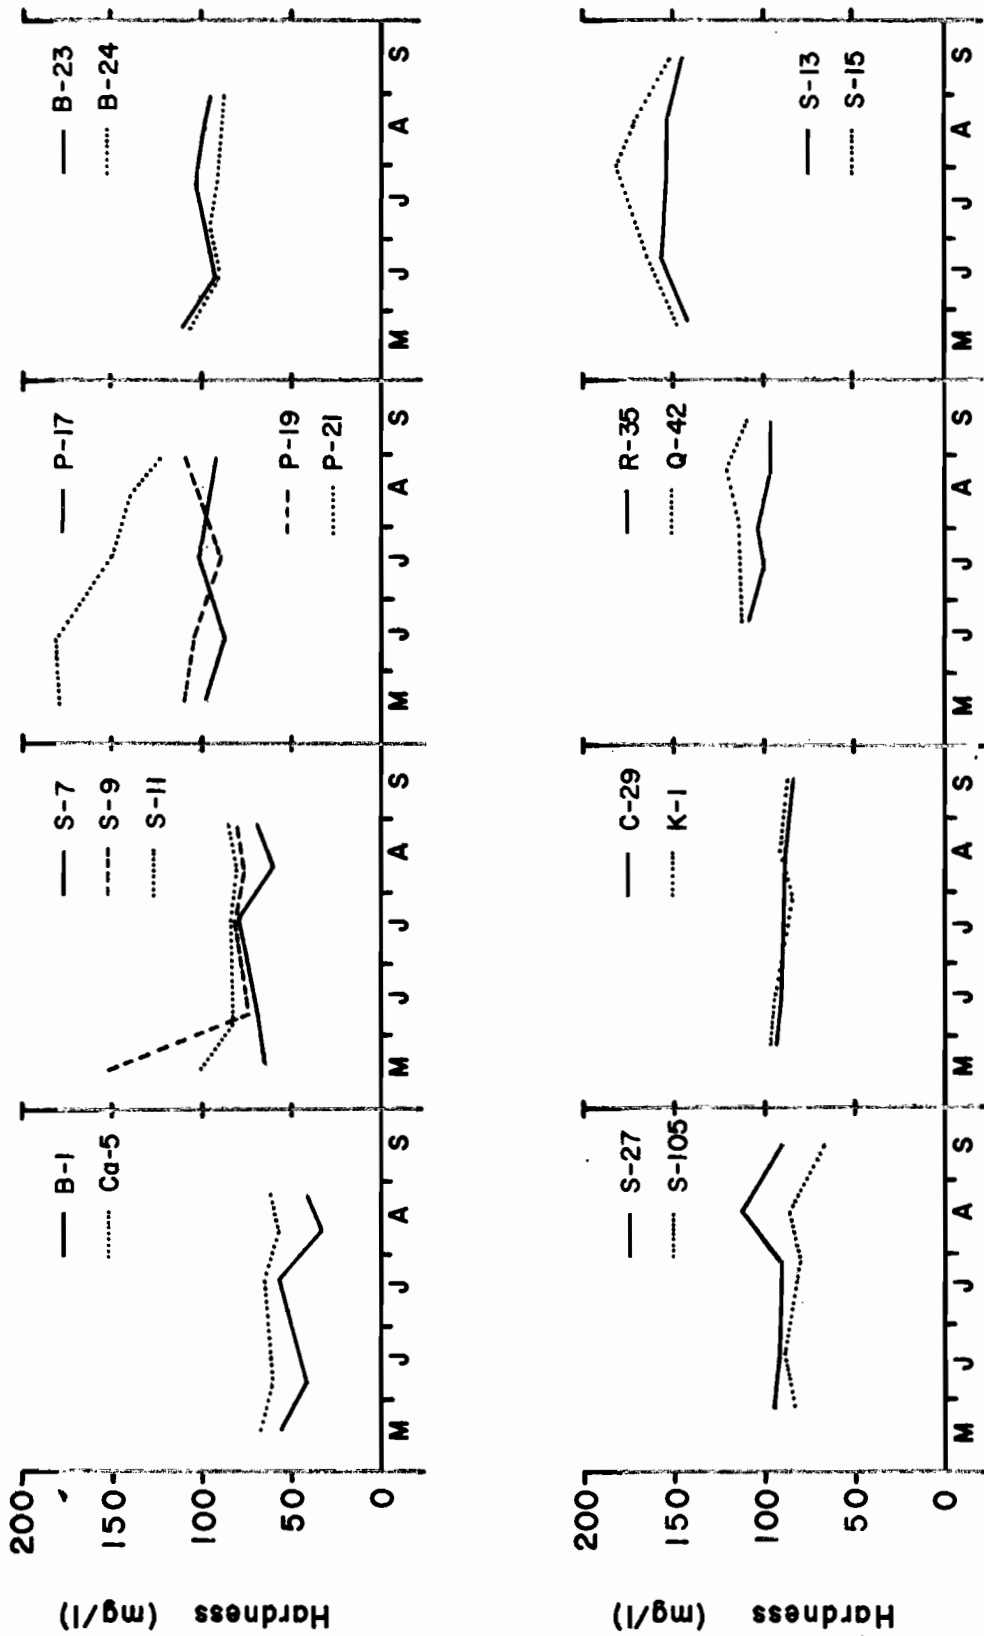 Hardness
(mg/l)
200
150
100
50
0
B-1
Ca-5
M J J A S
S-7
S-9
S-11
M J J A S
P-17
P-19
P-21
M J J A S
B-23
B-24
M J J A S
Hardness
(mg/l)
200
150
100
50
0
S-27
S-105
M J J A S
C-29
K-1
M J J A S
R-35
Q-42
M J J A S
S-13
S-15
M J J A S